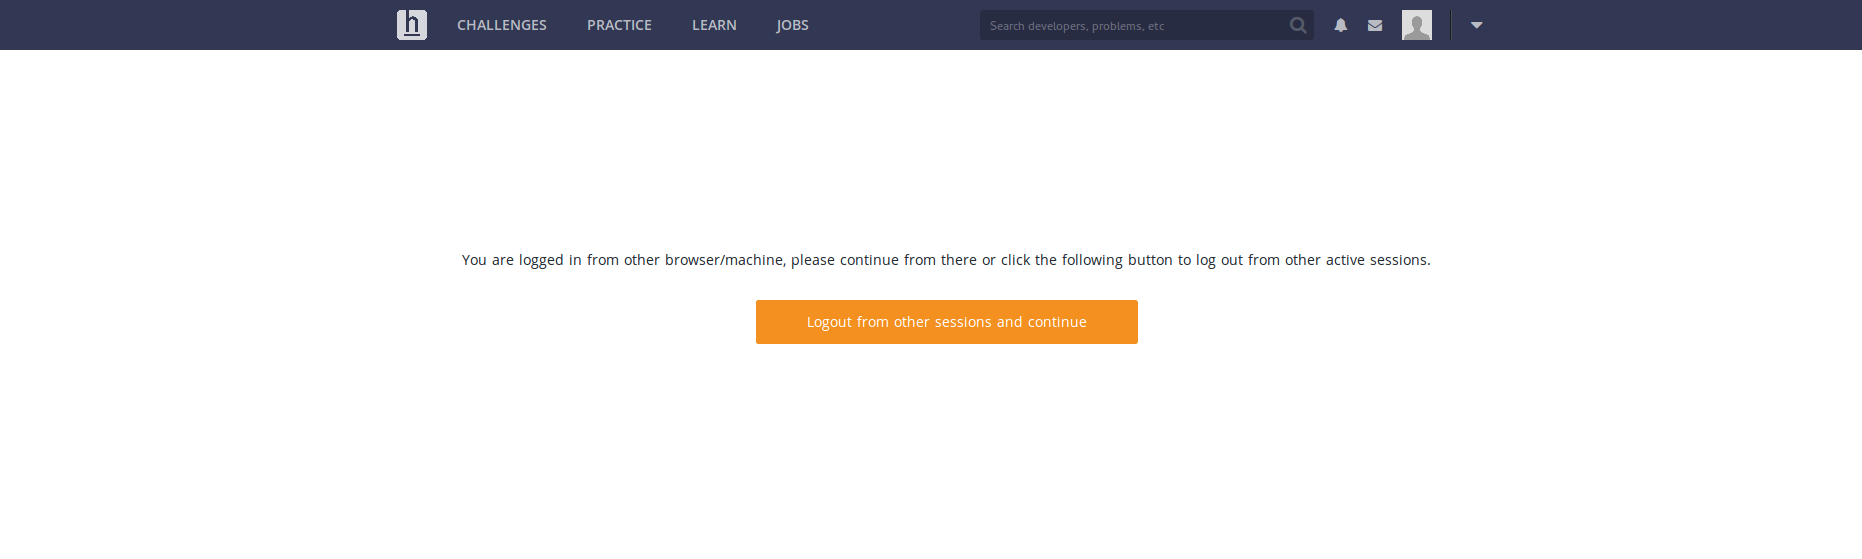 h CHALLENGES PRACTICE LEARN JOBS Search developers, problems, etc
You are logged in from other browser/machine, please continue from there or click the following button to log out from other active sessions.
Logout from other sessions and continue